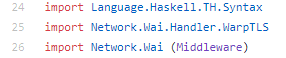 24 import Language.Haskell.TH.Syntax
25 import Network.Wai.Handler.WarpTLS
26 import Network.Wai (Middleware)